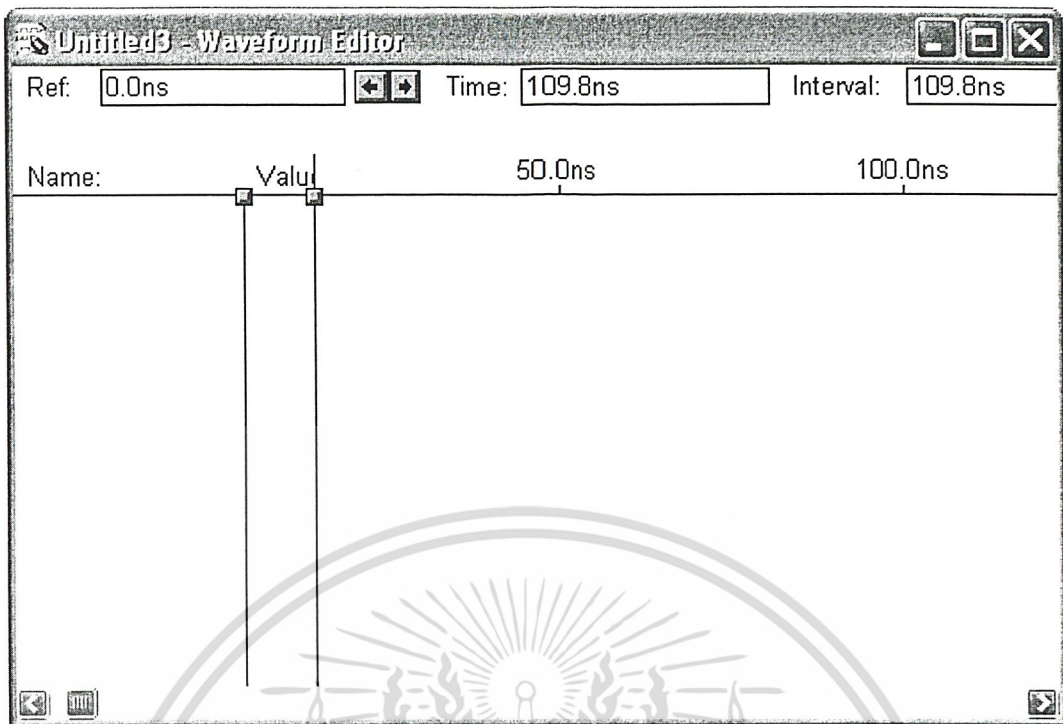 Untitled3 - Waveform Editor
Ref: 0.0ns Time: 109.8ns Interval: 109.8ns
Name: Valu 50.0ns 100.0ns